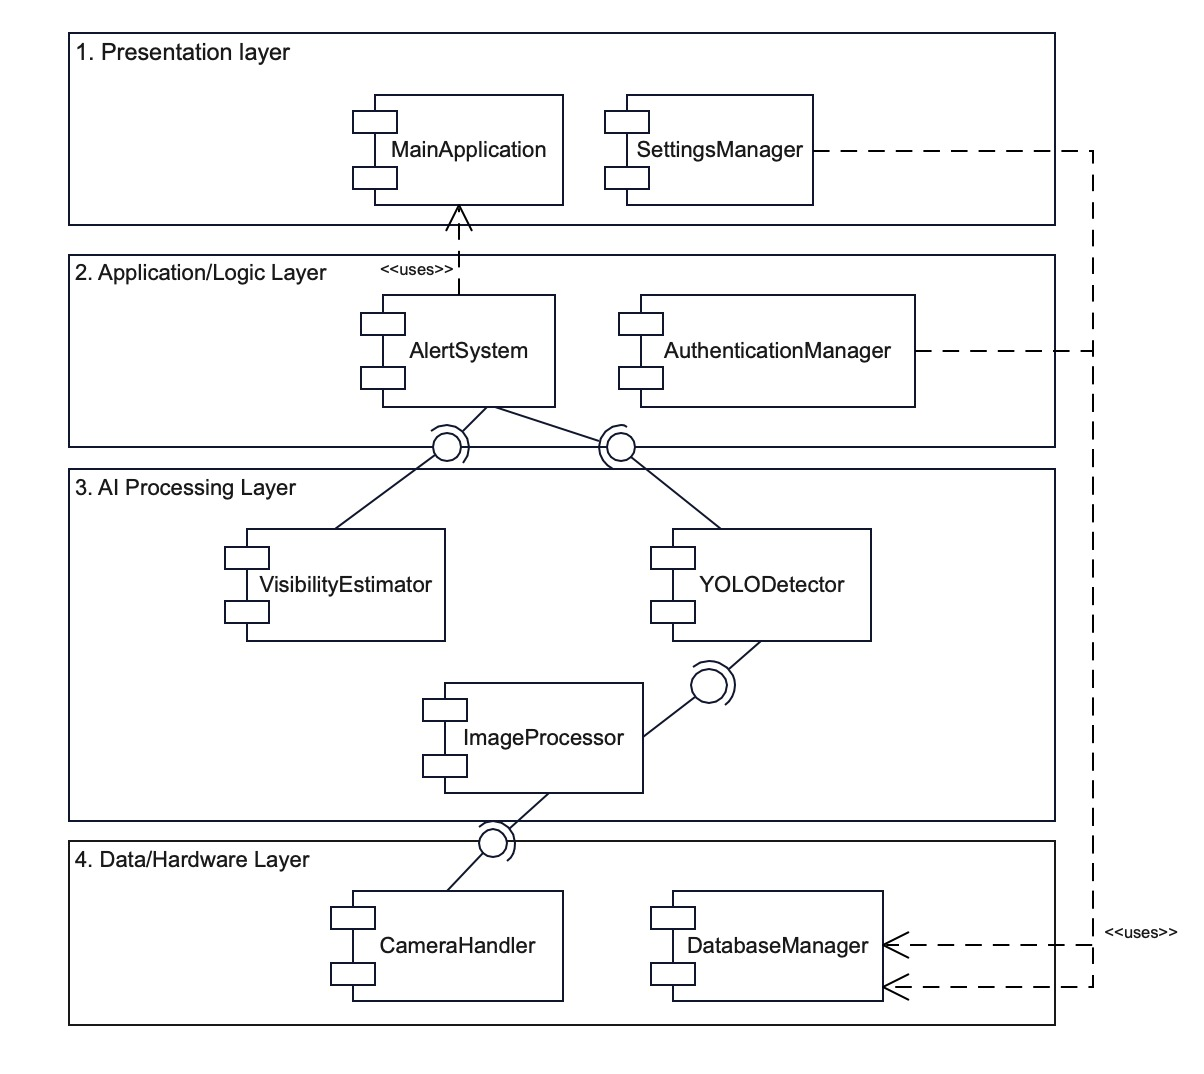 1. Presentation layer
MainApplication
SettingsManager
<<uses>>
2. Application/Logic Layer
AlertSystem
AuthenticationManager
3. AI Processing Layer
VisibilityEstimator
YOLODetector
ImageProcessor
4. Data/Hardware Layer
CameraHandler
DatabaseManager
<<uses>>